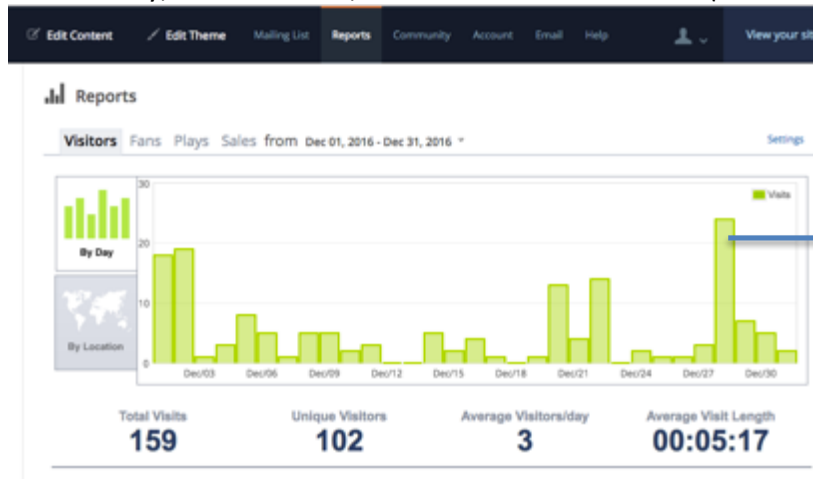 Edit Content Edit Theme Mailing List Reports Community Account Email Help View your sit
Reports
Visitors Fans Plays Sales from Dec 01, 2016 - Dec 31, 2016 Settings
30
Visits
20
By Day
10
By Location
0
Dec/03 Dec/06 Dec/09 Dec/12 Dec/15 Dec/18 Dec/21 Dec/24 Dec/27 Dec/30
Total Visits Unique Visitors Average Visitors/day Average Visit Length
159 102 3 00:05:17